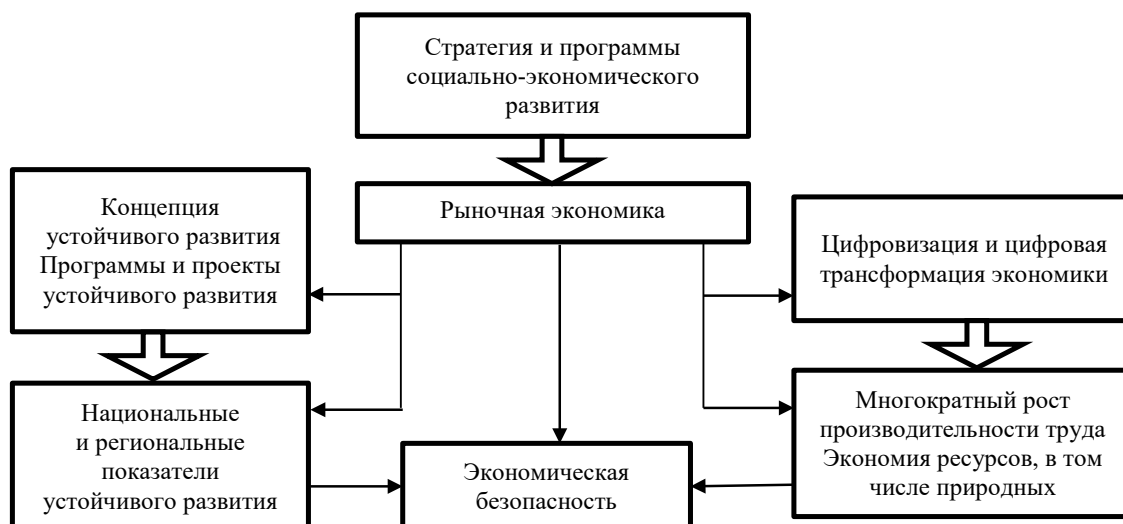 Стратегия и программы
социально-экономического
развития
Рыночная экономика
Концепция
устойчивого развития
Программы и проекты
устойчивого развития
Цифровизация и цифровая
трансформация экономики
Национальные
и региональные
показатели
устойчивого развития
Экономическая
безопасность
Многократный рост
производительности труда
Экономия ресурсов, в том
числе природных